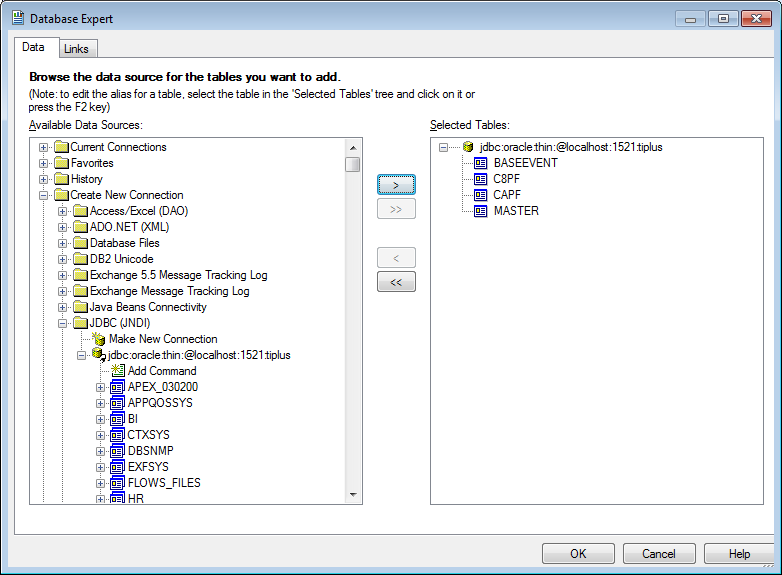 Database Expert
Data
Links
Browse the data source for the tables you want to add.
(Note: to edit the alias for a table, select the table in the 'Selected Tables' tree and click on it or
press the F2 key)
Available Data Sources:
Current Connections
Favorites
History
Create New Connection
Access/Excel (DAO)
ADO.NET (XML)
Database Files
DB2 Unicode
Exchange 5.5 Message Tracking Log
Exchange Message Tracking Log
Java Beans Connectivity
JDBC (JNDI)
Make New Connection
jdbc:oracle:thin:@localhost:1521:tiplus
Add Command
APEX_030200
APPQOSSYS
BI
CTXSYS
DBSNMP
EXFSYS
FLOWS_FILES
HR
>
>>
<
<<
Selected Tables:
jdbc:oracle:thin:@localhost:1521:tiplus
BASEEVENT
C8PF
CAPF
MASTER
OK
Cancel
Help